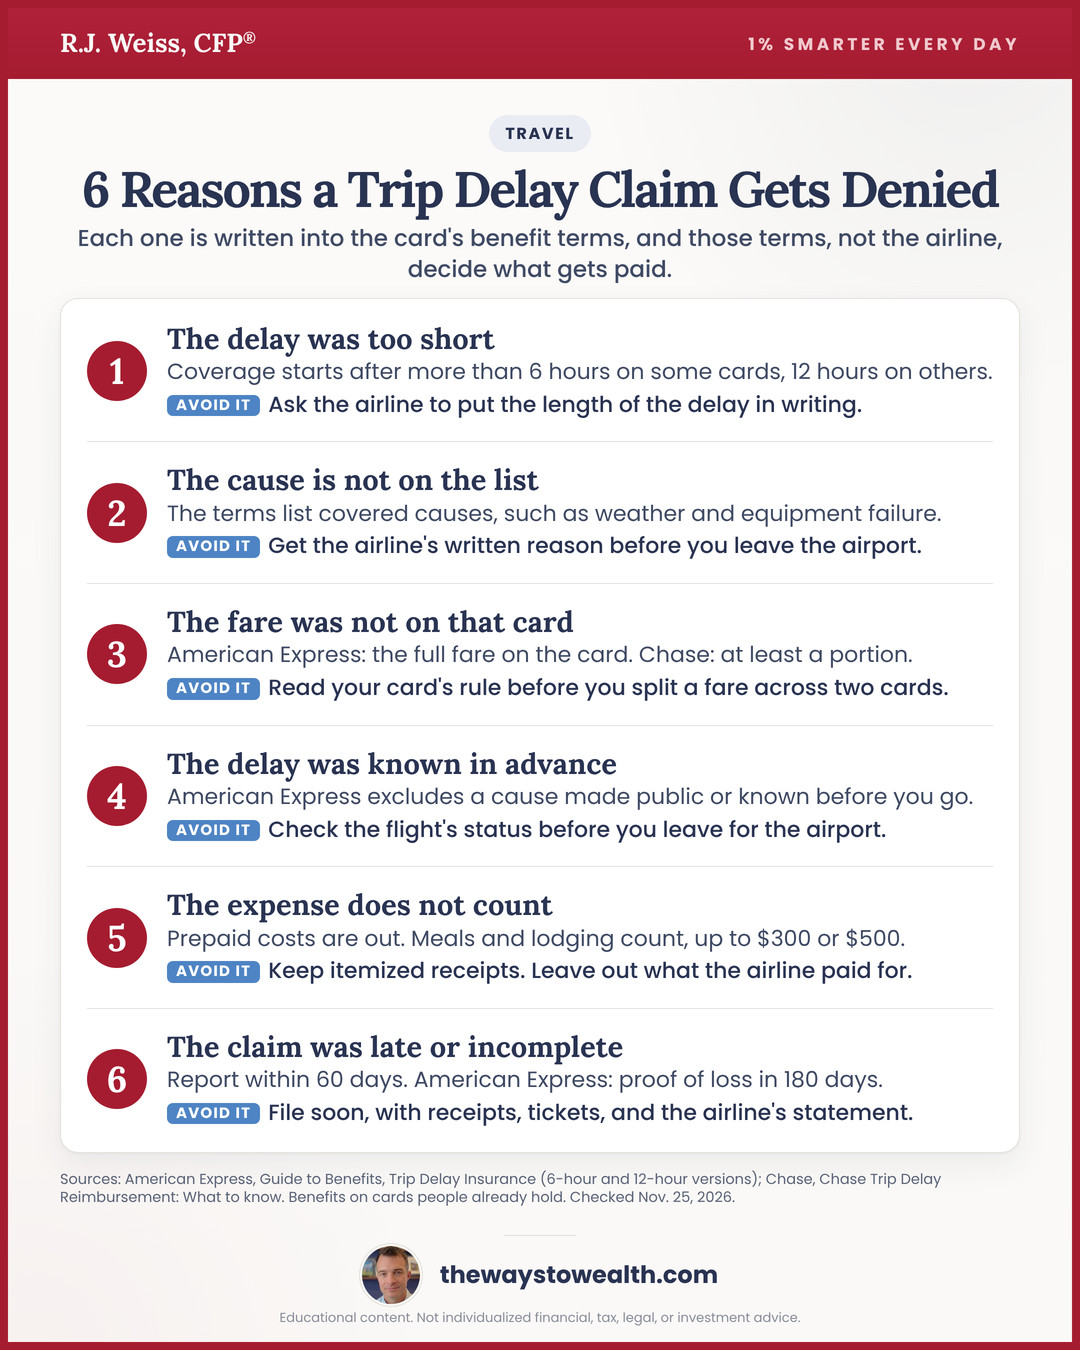 R.J. Weiss, CFP®
1% SMARTER EVERY DAY
TRAVEL
6 Reasons a Trip Delay Claim Gets Denied
Each one is written into the card's benefit terms, and those terms, not the airline,
decide what gets paid.
1
The delay was too short
Coverage starts after more than 6 hours on some cards, 12 hours on others.
AVOID IT Ask the airline to put the length of the delay in writing.
2
The cause is not on the list
The terms list covered causes, such as weather and equipment failure.
AVOID IT Get the airline's written reason before you leave the airport.
3
The fare was not on that card
American Express: the full fare on the card. Chase: at least a portion.
AVOID IT Read your card's rule before you split a fare across two cards.
4
The delay was known in advance
American Express excludes a cause made public or known before you go.
AVOID IT Check the flight's status before you leave for the airport.
5
The expense does not count
Prepaid costs are out. Meals and lodging count, up to $300 or $500.
AVOID IT Keep itemized receipts. Leave out what the airline paid for.
6
The claim was late or incomplete
Report within 60 days. American Express: proof of loss in 180 days.
AVOID IT File soon, with receipts, tickets, and the airline's statement.
Sources: American Express, Guide to Benefits, Trip Delay Insurance (6-hour and 12-hour versions); Chase, Chase Trip Delay
Reimbursement: What to know. Benefits on cards people already hold. Checked Nov. 25, 2026.
thewaystowealth.com
Educational content. Not individualized financial, tax, legal, or investment advice.